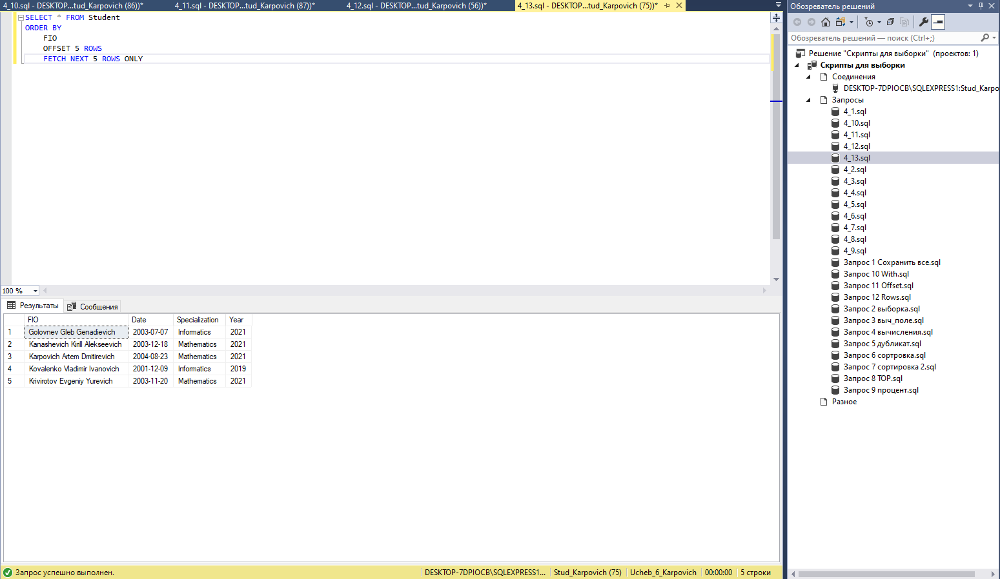 4_10.sql - DESKTOP...tud_Karpovich (86))*
4_11.sql - DESKTOP...tud_Karpovich (87))*
4_12.sql - DESKTOP...tud_Karpovich (56))*
4_13.sql - DESKTOP...tud_Karpovich (75))*
SELECT * FROM Student
ORDER BY
FIO
OFFSET 5 ROWS
FETCH NEXT 5 ROWS ONLY
100 %
Результаты
Сообщения
FIO Date Specialization Year
1 Golovnev Gleb Genadievich 2003-07-07 Informatics 2021
2 Kanashevich Kirill Alekseevich 2003-12-18 Mathematics 2021
3 Karpovich Artem Dmitirevich 2004-08-23 Mathematics 2021
4 Kovalenko Vladimir Ivanovich 2001-12-09 Informatics 2019
5 Krivirotov Evgeniy Yurevich 2003-11-20 Mathematics 2021
Запрос успешно выполнен.
DESKTOP-7DPIOCB\SQLEXPRESS1...
Stud_Karpovich (75)
Ucheb_6_Karpovich
00:00:00
5 строки
Обозреватель решений
Обозреватель решений — поиск (Ctrl+;)
Решение "Скрипты для выборки" (проектов: 1)
Скрипты для выборки
Соединения
DESKTOP-7DPIOCB\SQLEXPRESS1:Stud_Karpo
Запросы
4_1.sql
4_10.sql
4_11.sql
4_12.sql
4_13.sql
4_2.sql
4_3.sql
4_4.sql
4_5.sql
4_6.sql
4_7.sql
4_8.sql
4_9.sql
Запрос 1 Сохранить все.sql
Запрос 10 With.sql
Запрос 11 Offset.sql
Запрос 12 Rows.sql
Запрос 2 выборка.sql
Запрос 3 выч_поле.sql
Запрос 4 вычисления.sql
Запрос 5 дубликат.sql
Запрос 6 сортровка.sql
Запрос 7 сортировка 2.sql
Запрос 8 TOP.sql
Запрос 9 процент.sql
Разное